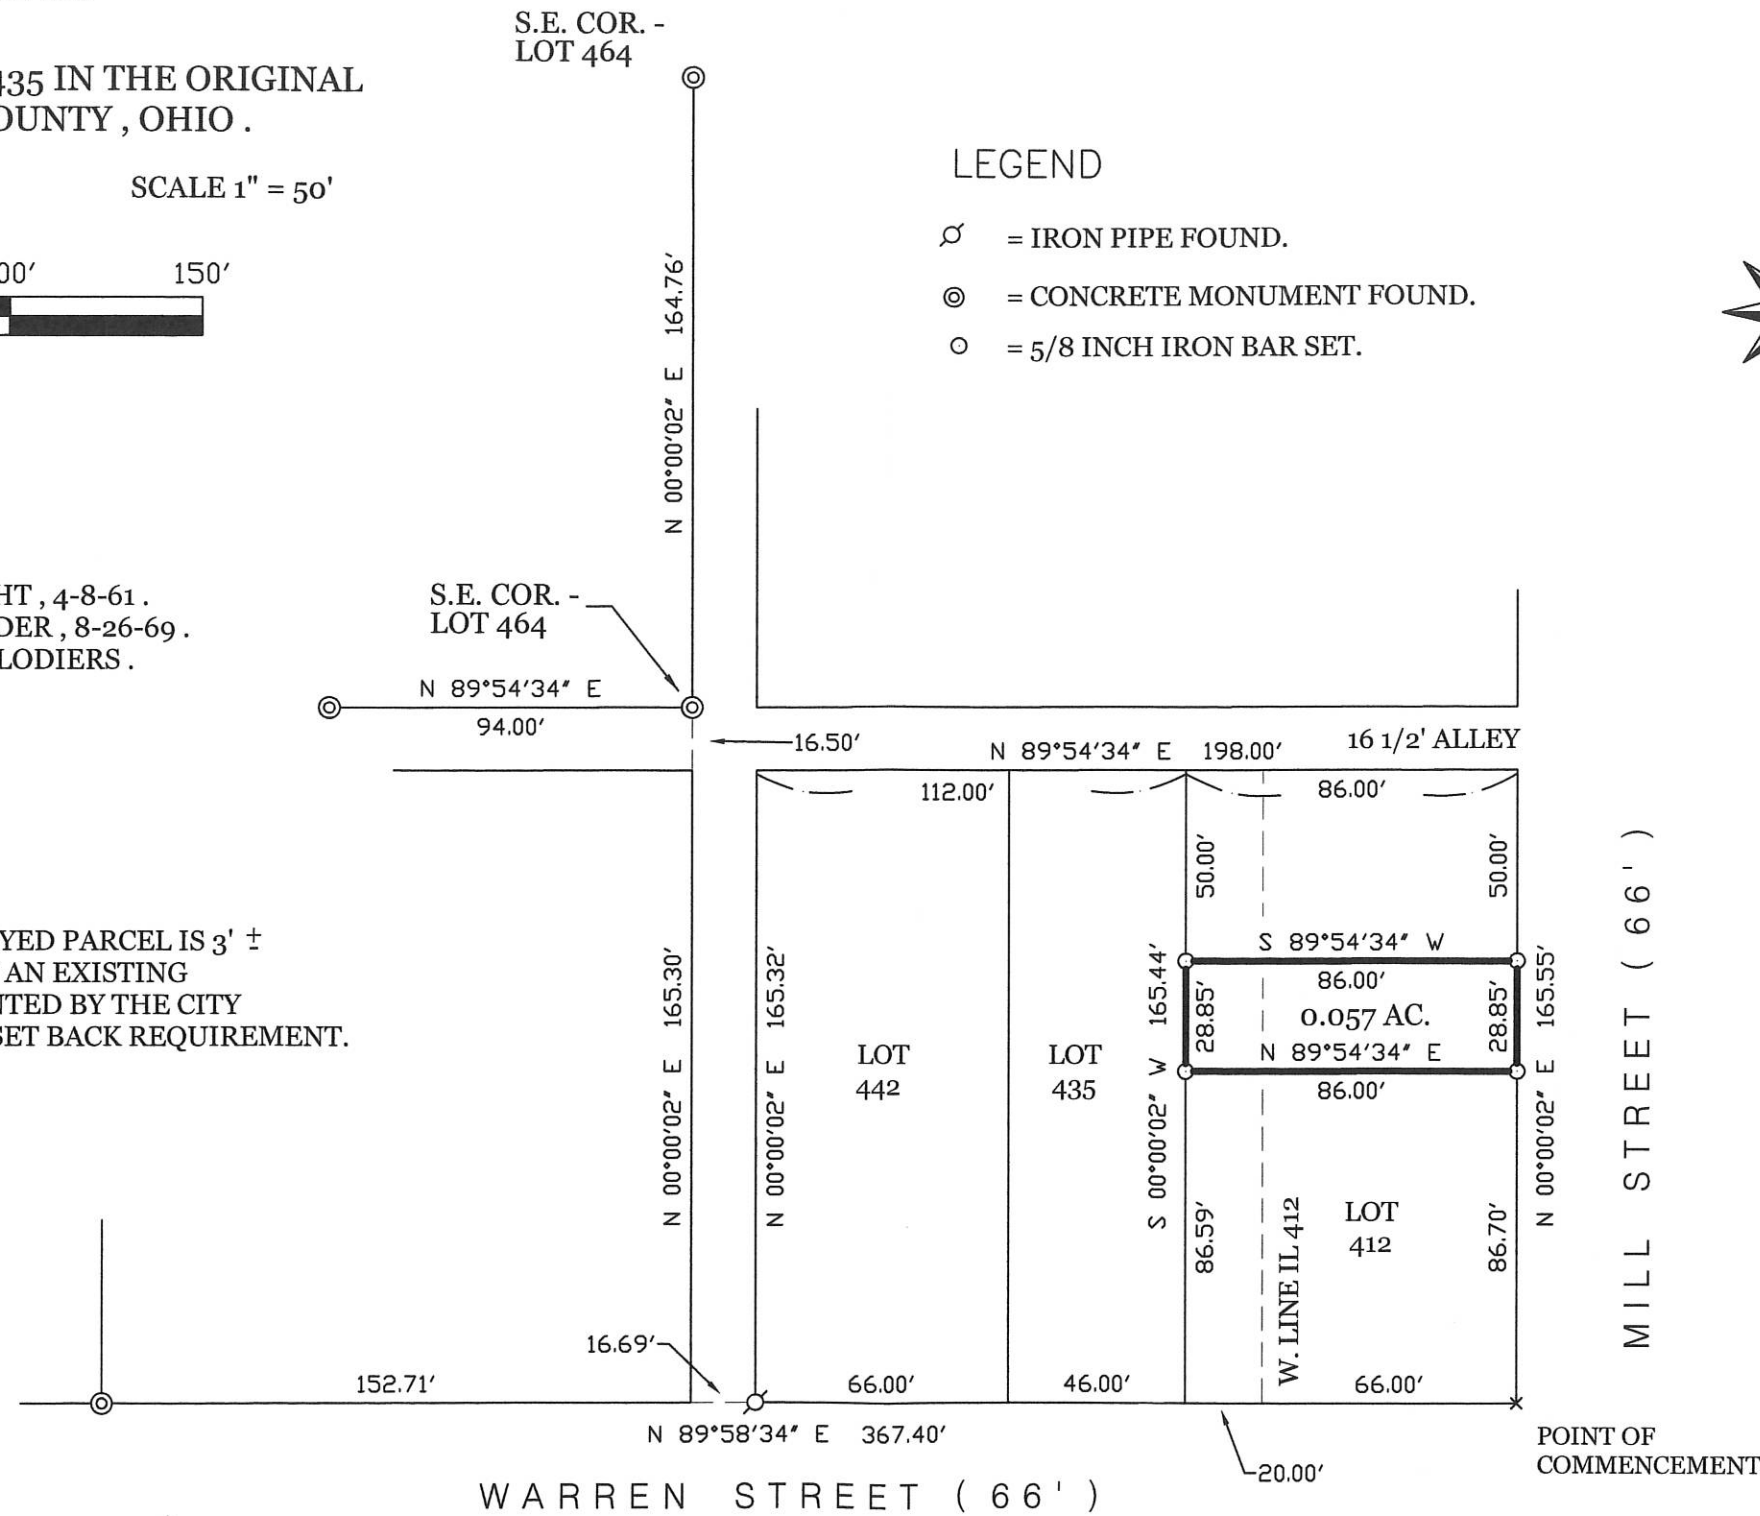 S.E. COR. -
LOT 464
435 IN THE ORIGINAL
OUNTY , OHIO .
SCALE 1" = 50'
00' 150'
LEGEND
= IRON PIPE FOUND.
= CONCRETE MONUMENT FOUND.
= 5/8 INCH IRON BAR SET.
N 00°00'02" E 164.76'
HT , 4-8-61 .
DER , 8-26-69 .
LODIERS .
S.E. COR. -
LOT 464
N 89°54'34" E
94.00'
16.50'
N 89°54'34" E 198.00'
16 1/2' ALLEY
112.00'
86.00'
50.00'
50.00'
YED PARCEL IS 3' ±
AN EXISTING
NTED BY THE CITY
SET BACK REQUIREMENT.
N 00°00'02" E 165.30'
N 00°00'02" E 165.32'
LOT
442
LOT
435
S 00°00'02" W 165.44'
S 89°54'34" W
86.00'
28.85'
0.057 AC.
28.85'
N 89°54'34" E
86.00'
N 00°00'02" E 165.55'
MILL STREET ( 66' )
86.59'
W. LINE IL 412
LOT
412
86.70'
16.69'
152.71'
66.00'
46.00'
66.00'
N 89°58'34" E 367.40'
20.00'
POINT OF
COMMENCEMENT
WARREN STREET ( 66' )